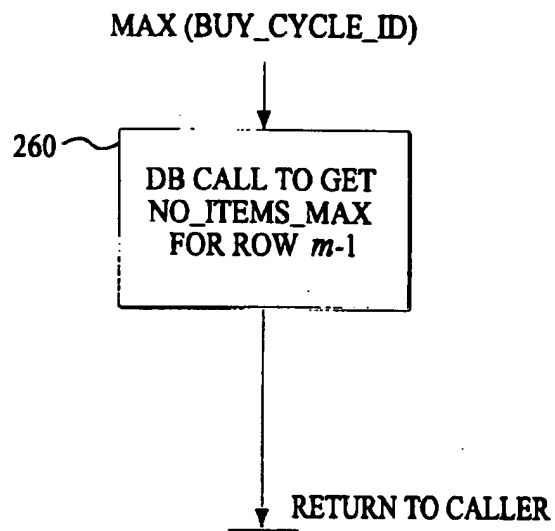 MAX (BUY_CYCLE_ID)
260
DB CALL TO GET
NO_ITEMS_MAX
FOR ROW m-1
RETURN TO CALLER